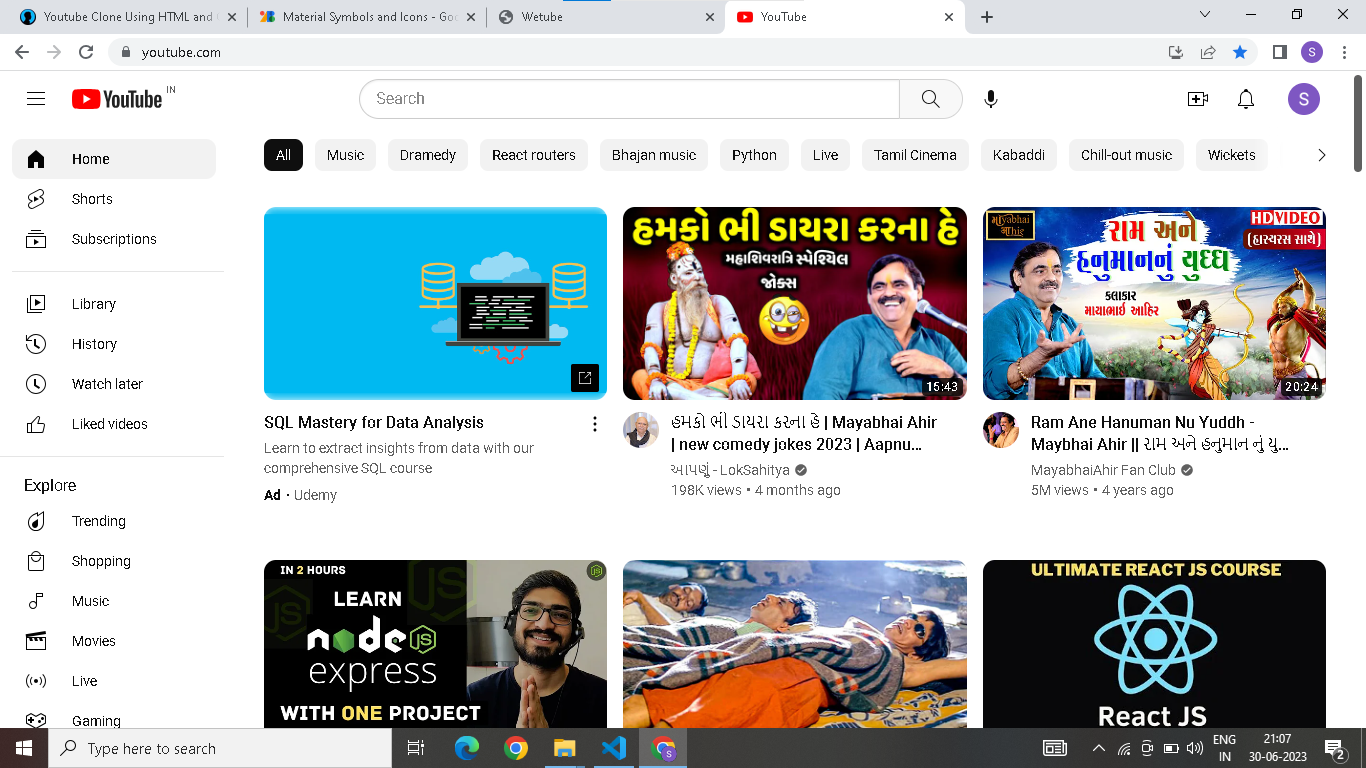 Youtube Clone Using HTML and
Material Symbols and Icons - Goo
Wetube
YouTube
youtube.com
YouTube IN
Search
S
Home
Shorts
Subscriptions
Library
History
Watch later
Liked videos
Explore
Trending
Shopping
Music
Movies
Live
Gaming
All
Music
Dramedy
React routers
Bhajan music
Python
Live
Tamil Cinema
Kabaddi
Chill-out music
Wickets
SQL Mastery for Data Analysis
Learn to extract insights from data with our
comprehensive SQL course
Ad · Udemy
હમકો ભી ડાયરા કરના હે
મહાશિવરાત્રિ સ્પેશ્યિલ
જોક્સ
15:43
હમકો ભી ડાયરા કરના હે | Mayabhai Ahir
| new comedy jokes 2023 | Aapnu...
આપણું - LokSahitya
198K views • 4 months ago
HDVIDEO
(હાસ્યરસ સાથે)
રામ અને
હનુમાનનું યુધ્ધ
કલાકાર
માયાભાઈ આહિર
20:24
Ram Ane Hanuman Nu Yuddh -
Maybhai Ahir || રામ અને હનુમાન નું યુ...
MayabhaiAhir Fan Club
5M views • 4 years ago
IN 2 HOURS
LEARN
node JS
express
WITH ONE PROJECT
ULTIMATE REACT JS COURSE
React JS
Type here to search
ENG
IN
21:07
30-06-2023
2